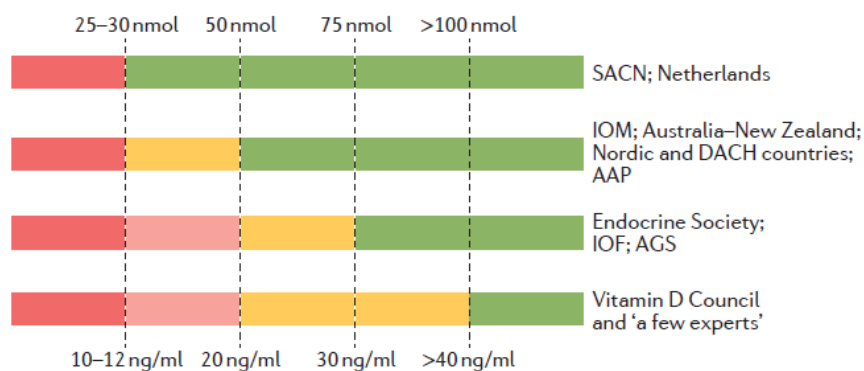 25–30 nmol 50 nmol 75 nmol >100 nmol
SACN; Netherlands
IOM; Australia–New Zealand;
Nordic and DACH countries;
AAP
Endocrine Society;
IOF; AGS
Vitamin D Council
and ‘a few experts’
10–12 ng/ml 20 ng/ml 30 ng/ml >40 ng/ml